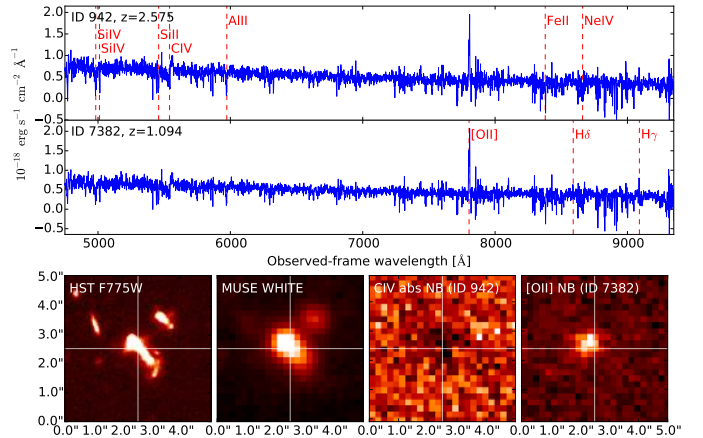 ID 942, z=2.575
SiIV
SiIV
SiII
CIV
AlII
FeII
NeIV
2.0
1.5
1.0
0.5
0.0
−0.5
ID 7382, z=1.094
[OII]
Hδ
Hγ
2.0
1.5
1.0
0.5
0.0
−0.5
10⁻¹⁸ erg s⁻¹ cm⁻² Å⁻¹
5000 6000 7000 8000 9000
Observed-frame wavelength [Å]
HST F775W
MUSE WHITE
CIV abs NB (ID 942)
[OII] NB (ID 7382)
5.0"
4.0"
3.0"
2.0"
1.0"
0.0"
0.0" 1.0" 2.0" 3.0" 4.0" 0.0" 1.0" 2.0" 3.0" 4.0" 0.0" 1.0" 2.0" 3.0" 4.0" 0.0" 1.0" 2.0" 3.0" 4.0" 5.0"